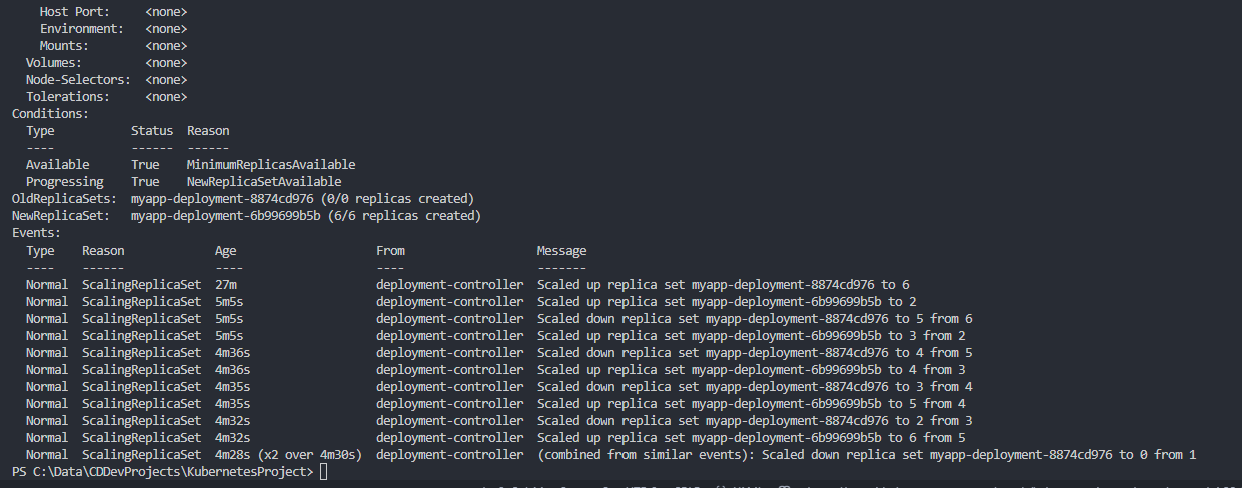 Host Port: <none>
Environment: <none>
Mounts: <none>
Volumes: <none>
Node-Selectors: <none>
Tolerations: <none>
Conditions:
Type Status Reason
---- ------ ------
Available True MinimumReplicasAvailable
Progressing True NewReplicaSetAvailable
OldReplicaSets: myapp-deployment-8874cd976 (0/0 replicas created)
NewReplicaSet: myapp-deployment-6b99699b5b (6/6 replicas created)
Events:
Type Reason Age From Message
---- ------ ---- ---- -------
Normal ScalingReplicaSet 27m deployment-controller Scaled up replica set myapp-deployment-8874cd976 to 6
Normal ScalingReplicaSet 5m5s deployment-controller Scaled up replica set myapp-deployment-6b99699b5b to 2
Normal ScalingReplicaSet 5m5s deployment-controller Scaled down replica set myapp-deployment-8874cd976 to 5 from 6
Normal ScalingReplicaSet 5m5s deployment-controller Scaled up replica set myapp-deployment-6b99699b5b to 3 from 2
Normal ScalingReplicaSet 4m36s deployment-controller Scaled down replica set myapp-deployment-8874cd976 to 4 from 5
Normal ScalingReplicaSet 4m36s deployment-controller Scaled up replica set myapp-deployment-6b99699b5b to 4 from 3
Normal ScalingReplicaSet 4m35s deployment-controller Scaled down replica set myapp-deployment-8874cd976 to 3 from 4
Normal ScalingReplicaSet 4m35s deployment-controller Scaled up replica set myapp-deployment-6b99699b5b to 5 from 4
Normal ScalingReplicaSet 4m32s deployment-controller Scaled down replica set myapp-deployment-8874cd976 to 2 from 3
Normal ScalingReplicaSet 4m32s deployment-controller Scaled up replica set myapp-deployment-6b99699b5b to 6 from 5
Normal ScalingReplicaSet 4m28s (x2 over 4m30s) deployment-controller (combined from similar events): Scaled down replica set myapp-deployment-8874cd976 to 0 from 1
PS C:\Data\CDDevProjects\KubernetesProject>